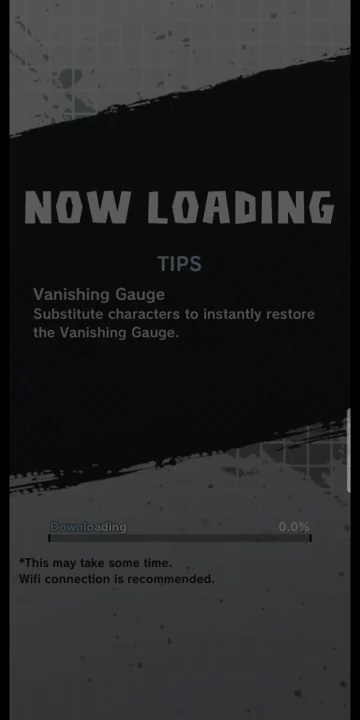 NOW LOADING
TIPS
Vanishing Gauge
Substitute characters to instantly restore
the Vanishing Gauge.
Downloading 0.0%
*This may take some time.
Wifi connection is recommended.